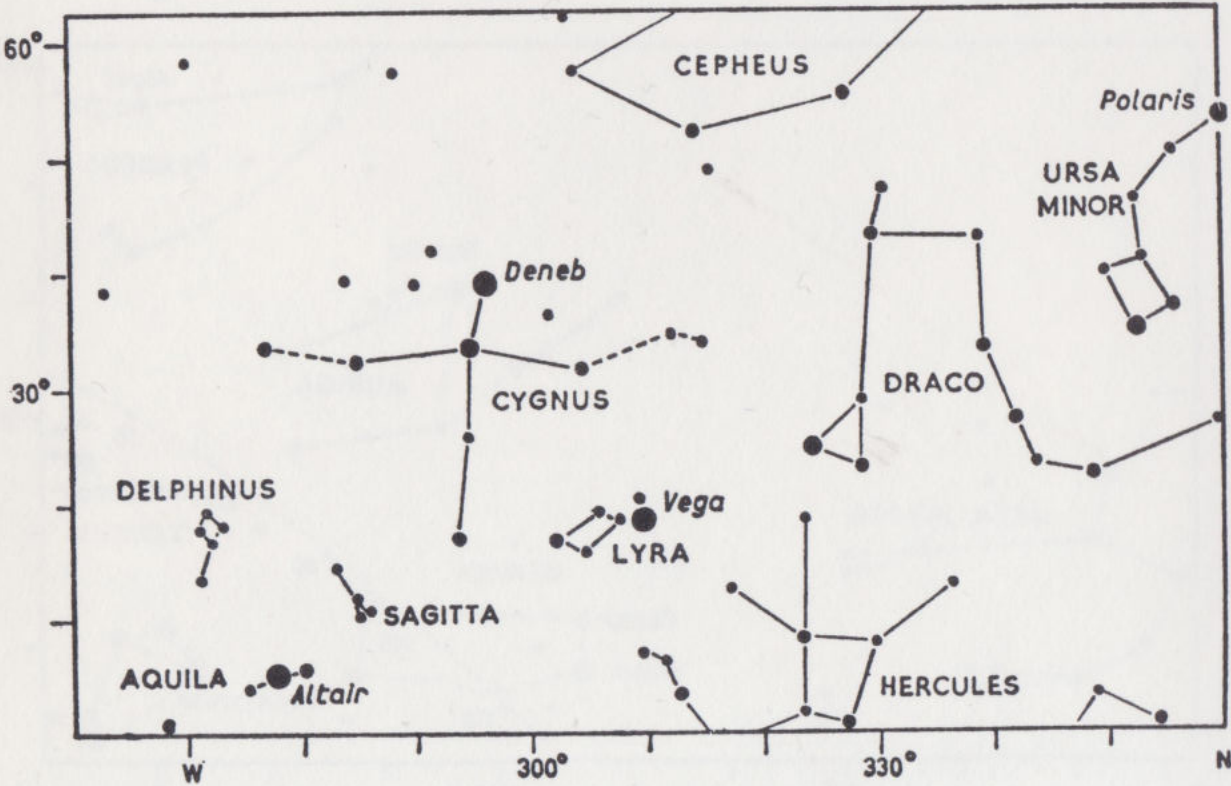 60°
CEPHEUS
Polaris
URSA
MINOR
Deneb
30°
CYGNUS
DRACO
DELPHINUS
Vega
LYRA
SAGITTA
AQUILA
Altair
HERCULES
W
300°
330°
N